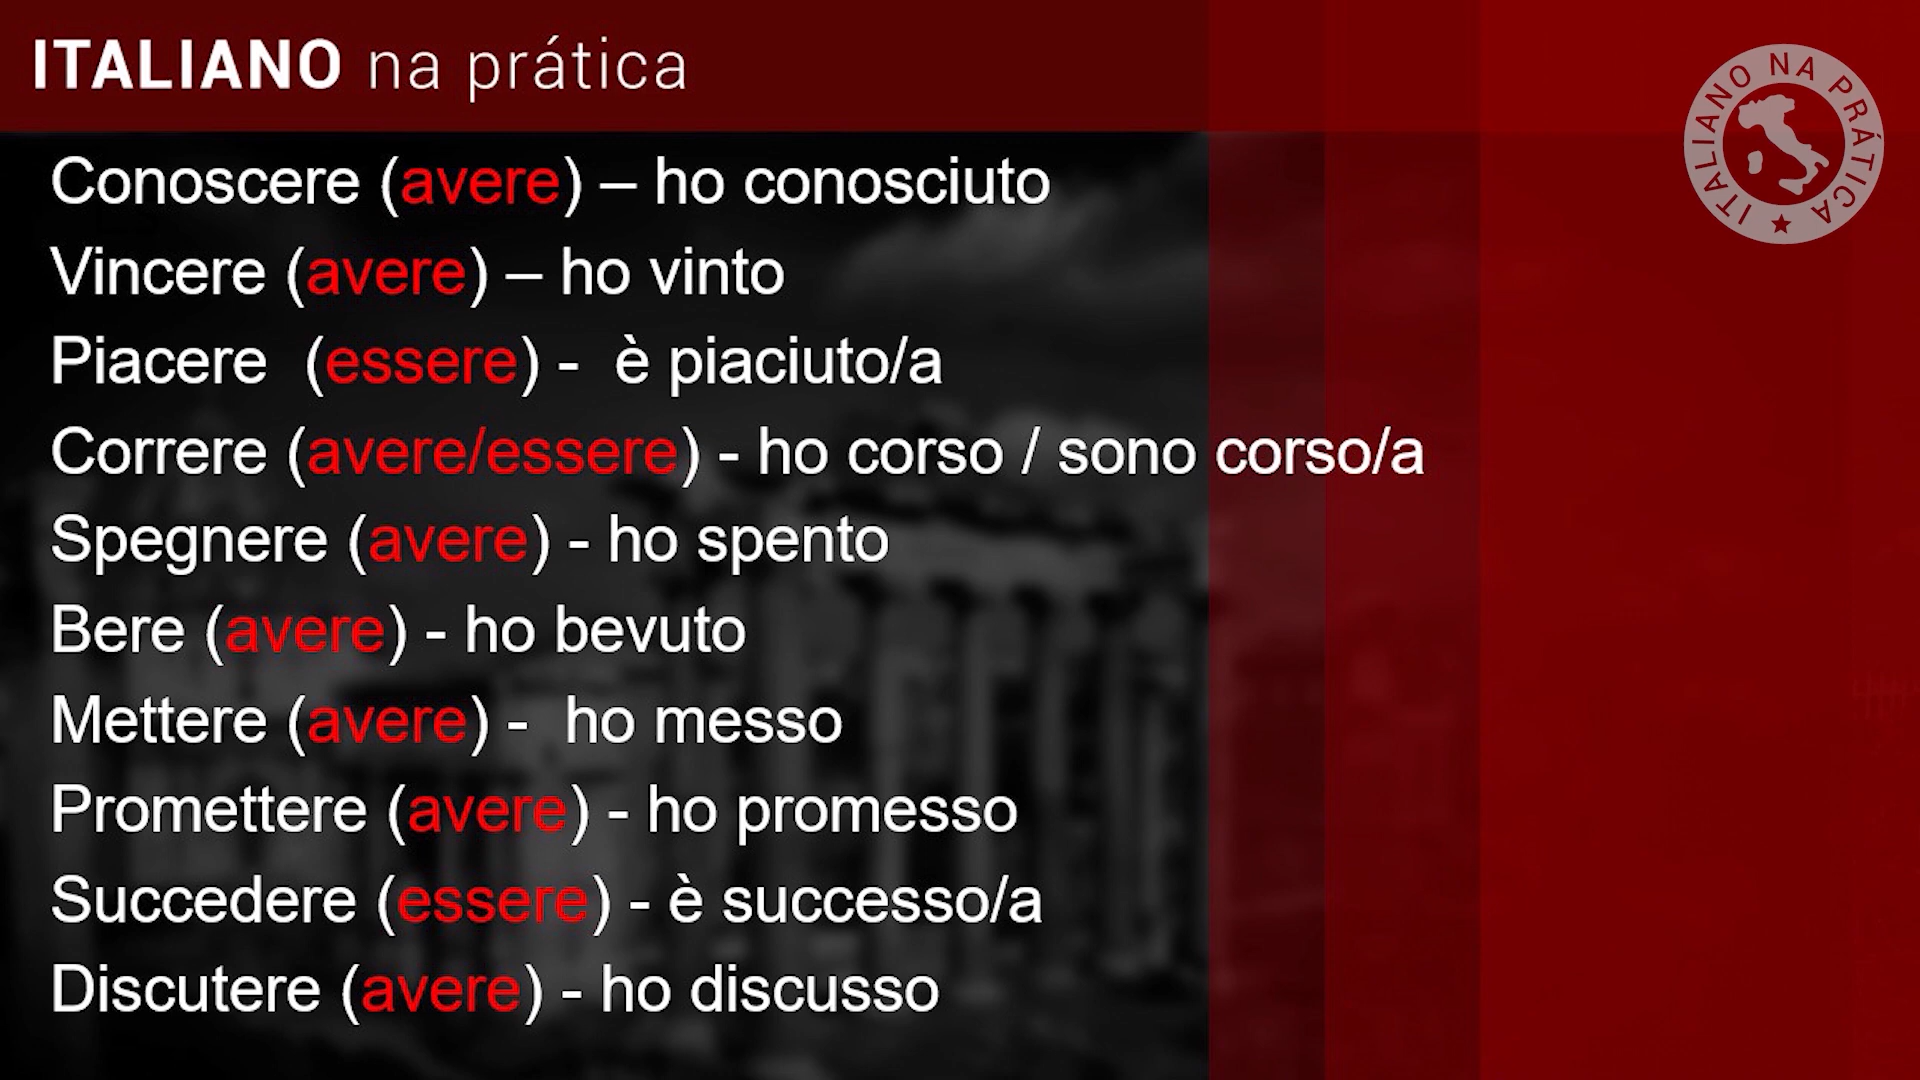 ITALIANO na prática
ITALIANO NA PRÁTICA
Conoscere (avere) – ho conosciuto
Vincere (avere) – ho vinto
Piacere (essere) - è piaciuto/a
Correre (avere/essere) - ho corso / sono corso/a
Spegnere (avere) - ho spento
Bere (avere) - ho bevuto
Mettere (avere) - ho messo
Promettere (avere) - ho promesso
Succedere (essere) - è successo/a
Discutere (avere) - ho discusso